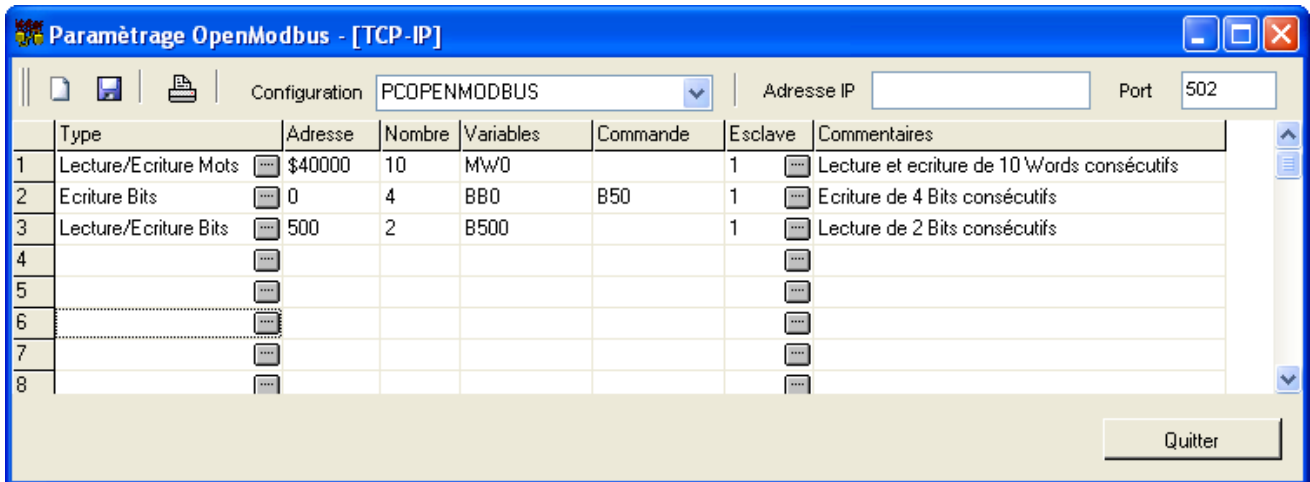 Paramètrage OpenModbus - [TCP-IP]
Configuration PCOPENMODBUS Adresse IP Port 502
Type Adresse Nombre Variables Commande Esclave Commentaires
1 Lecture/Ecriture Mots $40000 10 MW0 1 Lecture et ecriture de 10 Words consécutifs
2 Ecriture Bits 0 4 BB0 B50 1 Ecriture de 4 Bits consécutifs
3 Lecture/Ecriture Bits 500 2 B500 1 Lecture de 2 Bits consécutifs
4
5
6
7
8
Quitter